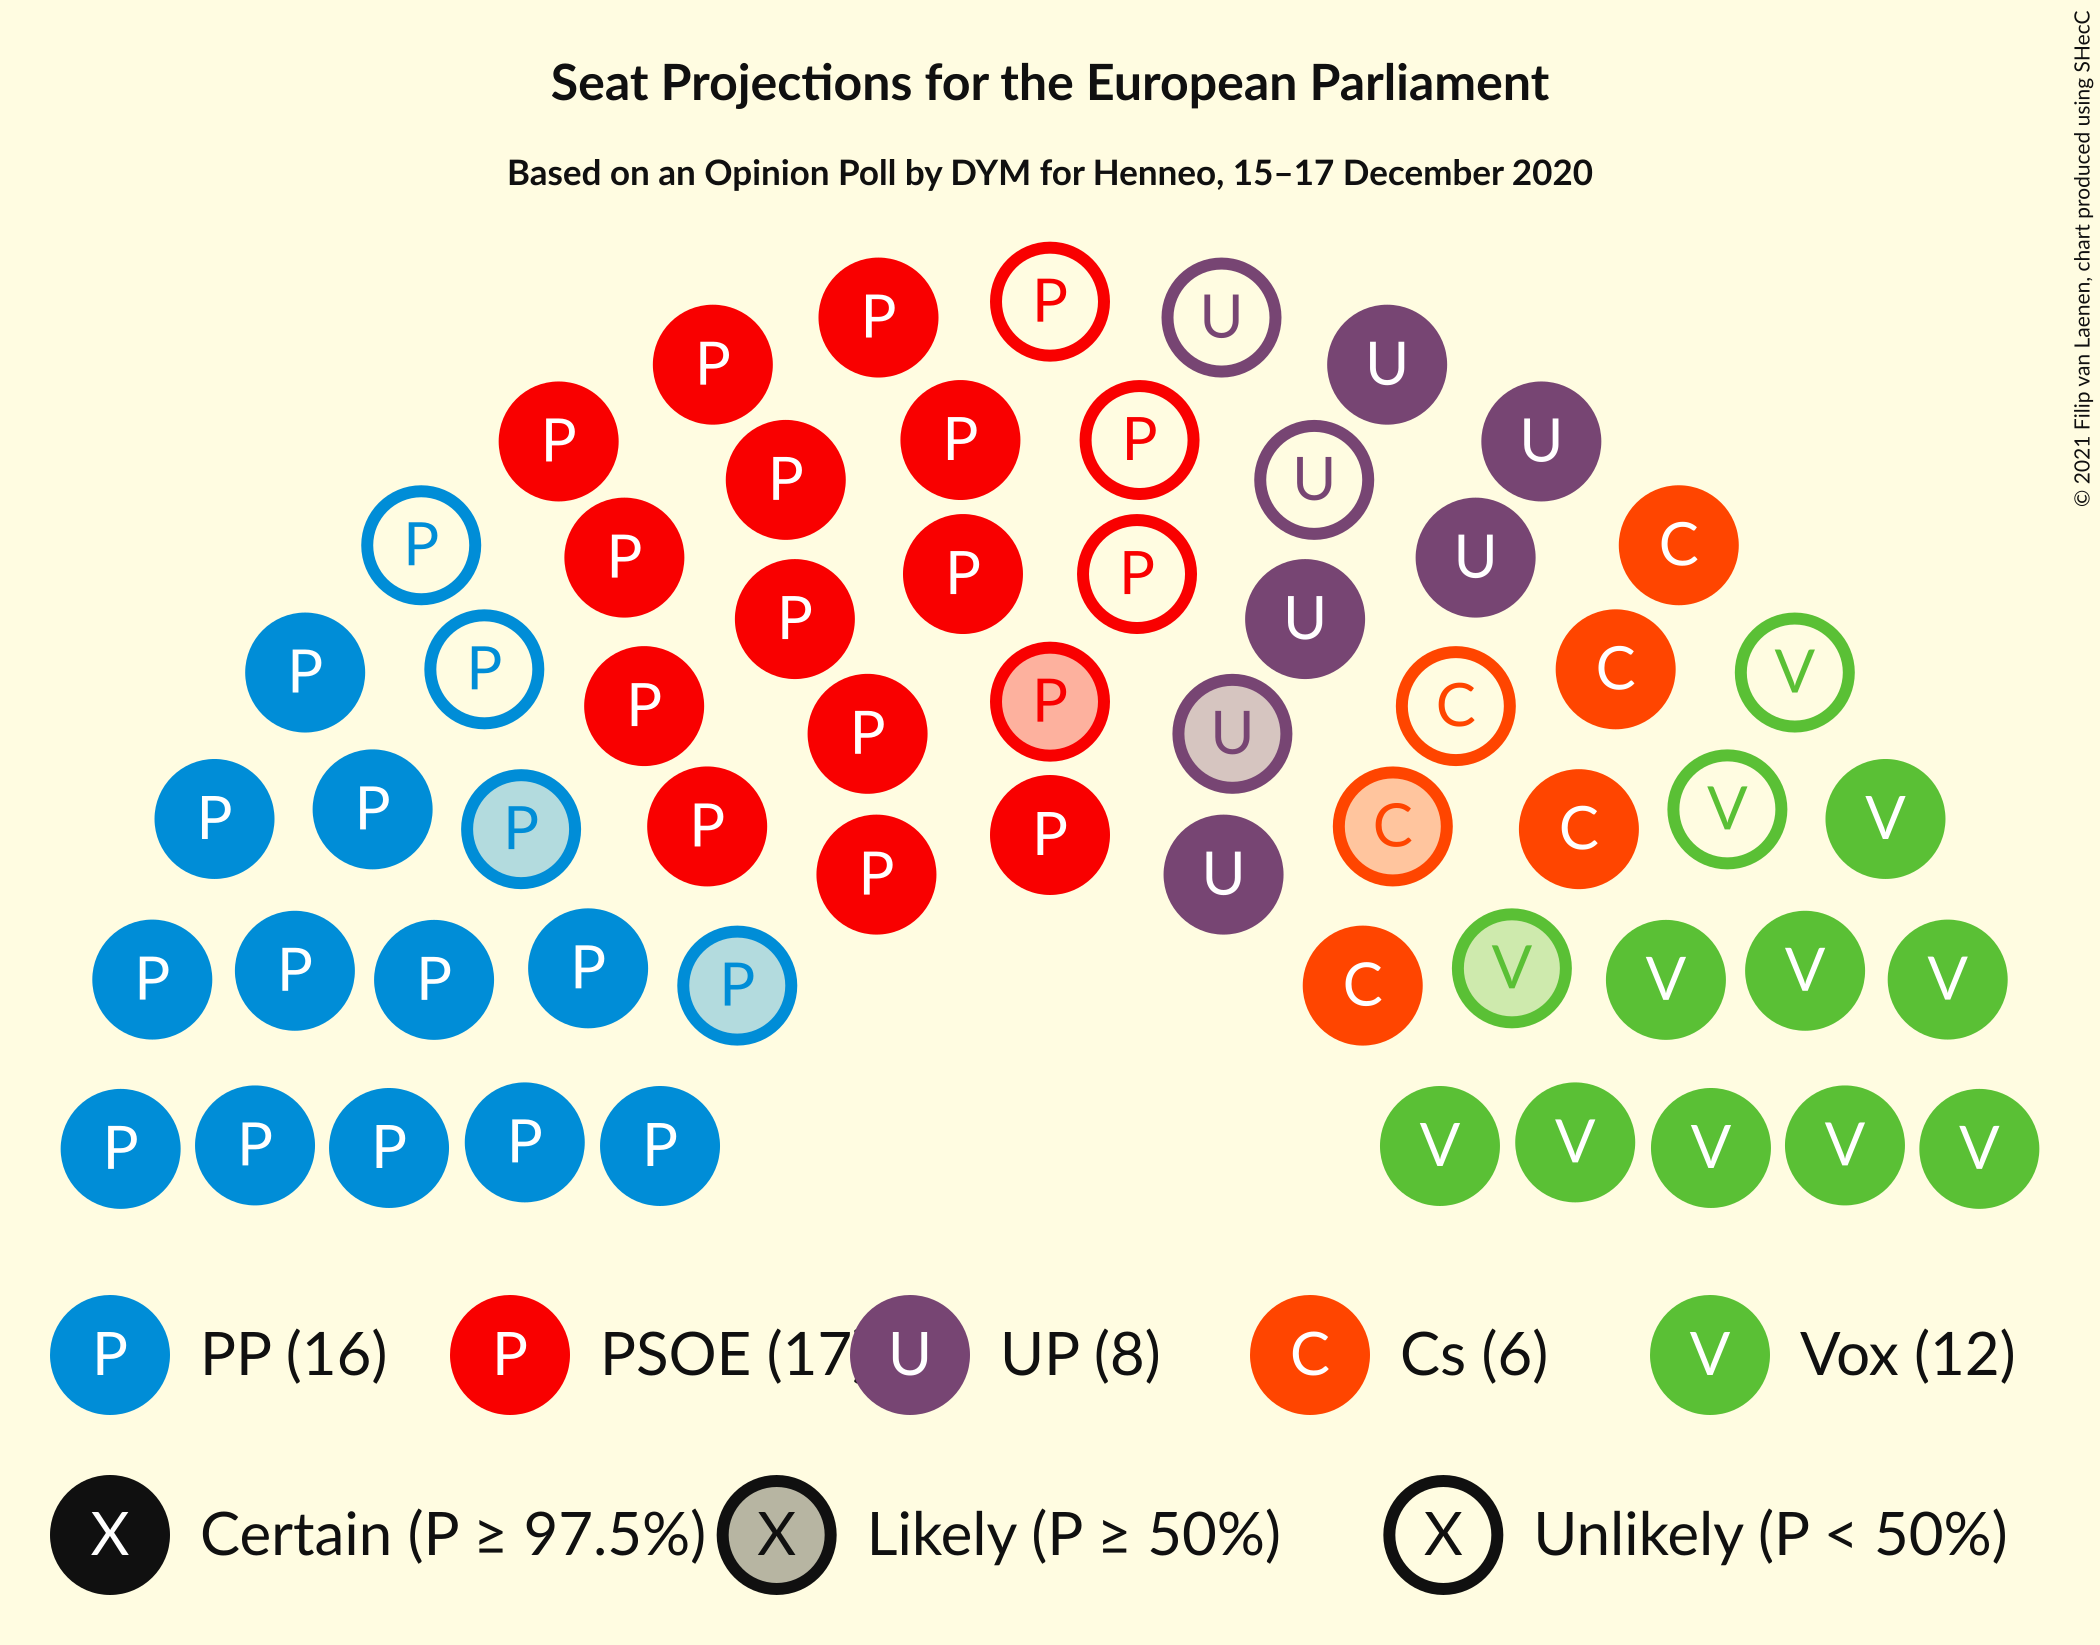 Seat Projections for the European Parliament
Based on an Opinion Poll by DYM for Henneo, 15–17 December 2020
© 2021 Filip van Laenen, chart produced using SHecC
P
P U
P U
P P P U
P U
P C
P U
P P
P U
P P C V
P P C
P U
P V
P P P P C C V
P U
P P P P P C V V V V
P P P P P V V V V V
P PP (16) P PSOE (17) U UP (8) C Cs (6) V Vox (12)
X Certain (P ≥ 97.5%) X Likely (P ≥ 50%) X Unlikely (P < 50%)